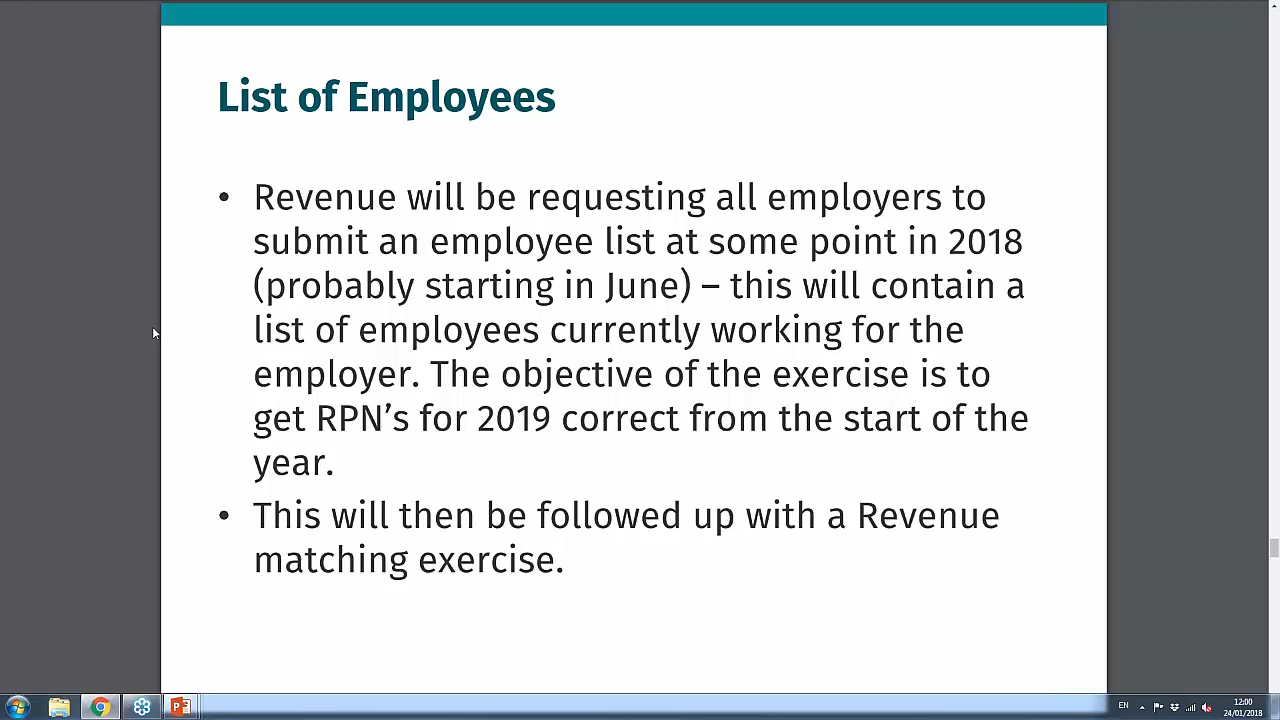 List of Employees
• Revenue will be requesting all employers to
submit an employee list at some point in 2018
(probably starting in June) – this will contain a
list of employees currently working for the
employer. The objective of the exercise is to
get RPN’s for 2019 correct from the start of the
year.
• This will then be followed up with a Revenue
matching exercise.
EN
12:00
24/01/2018